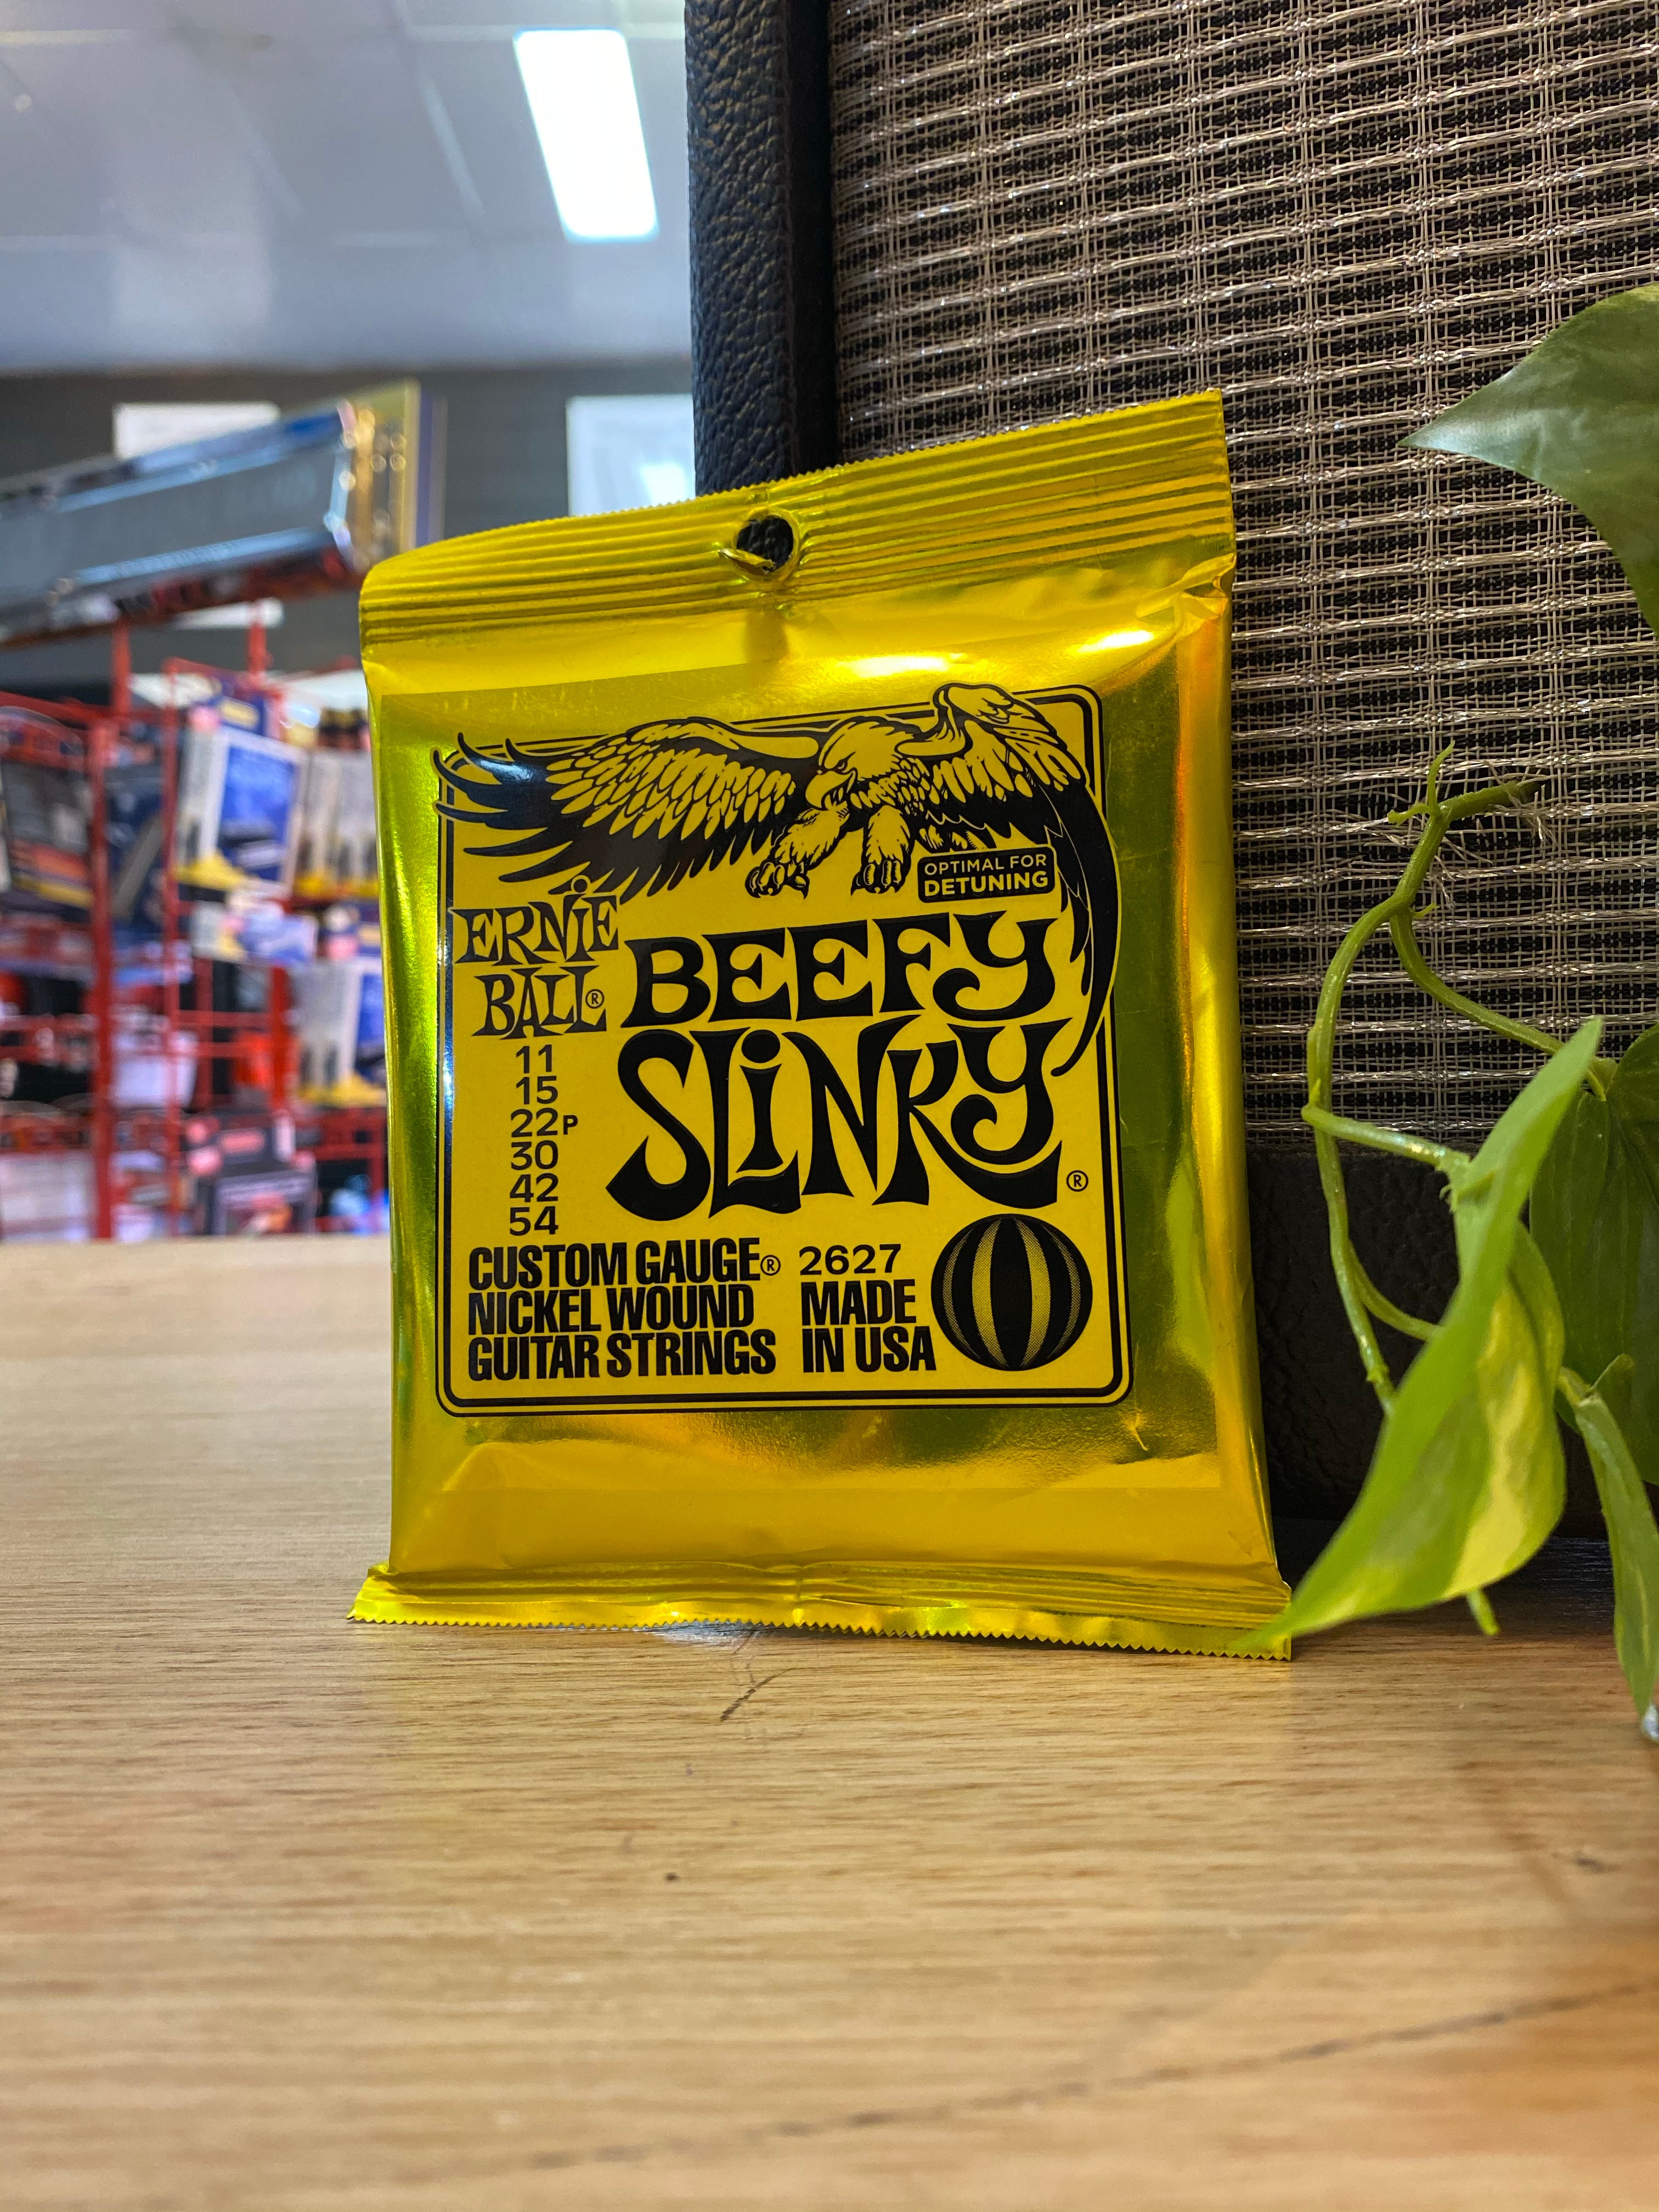 OPTIMAL FOR
DETUNING
ERNiE
BALL®
BEEFY
SLiNKY®
11
15
22P
30
42
54
CUSTOM GAUGE®
NICKEL WOUND
GUITAR STRINGS
2627
MADE
IN USA